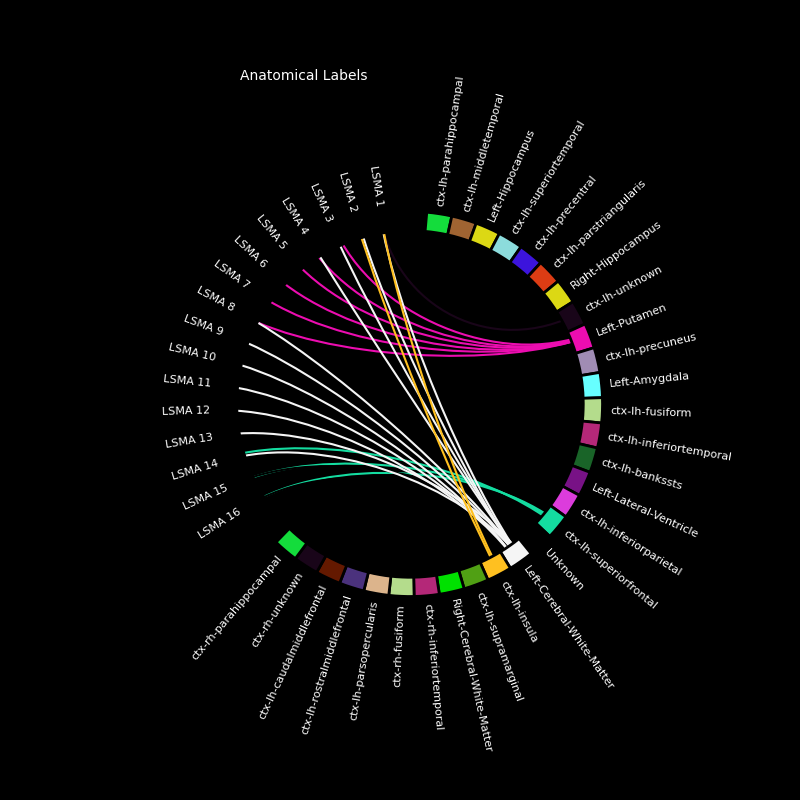 Anatomical Labels
LSMA 1
LSMA 2
LSMA 3
LSMA 4
LSMA 5
LSMA 6
LSMA 7
LSMA 8
LSMA 9
LSMA 10
LSMA 11
LSMA 12
LSMA 13
LSMA 14
LSMA 15
LSMA 16
ctx-lh-parahippocampal
ctx-lh-middletemporal
Left-Hippocampus
ctx-lh-superiortemporal
ctx-lh-precentral
ctx-lh-parstriangularis
Right-Hippocampus
ctx-lh-unknown
Left-Putamen
ctx-lh-precuneus
Left-Amygdala
ctx-lh-fusiform
ctx-lh-inferiortemporal
ctx-lh-bankssts
Left-Lateral-Ventricle
ctx-lh-inferiorparietal
ctx-lh-superiorfrontal
Unknown
Left-Cerebral-White-Matter
ctx-lh-insula
ctx-lh-supramarginal
Right-Cerebral-White-Matter
ctx-rh-inferiortemporal
ctx-rh-fusiform
ctx-lh-parsopercularis
ctx-lh-rostralmiddlefrontal
ctx-lh-caudalmiddlefrontal
ctx-rh-unknown
ctx-rh-parahippocampal